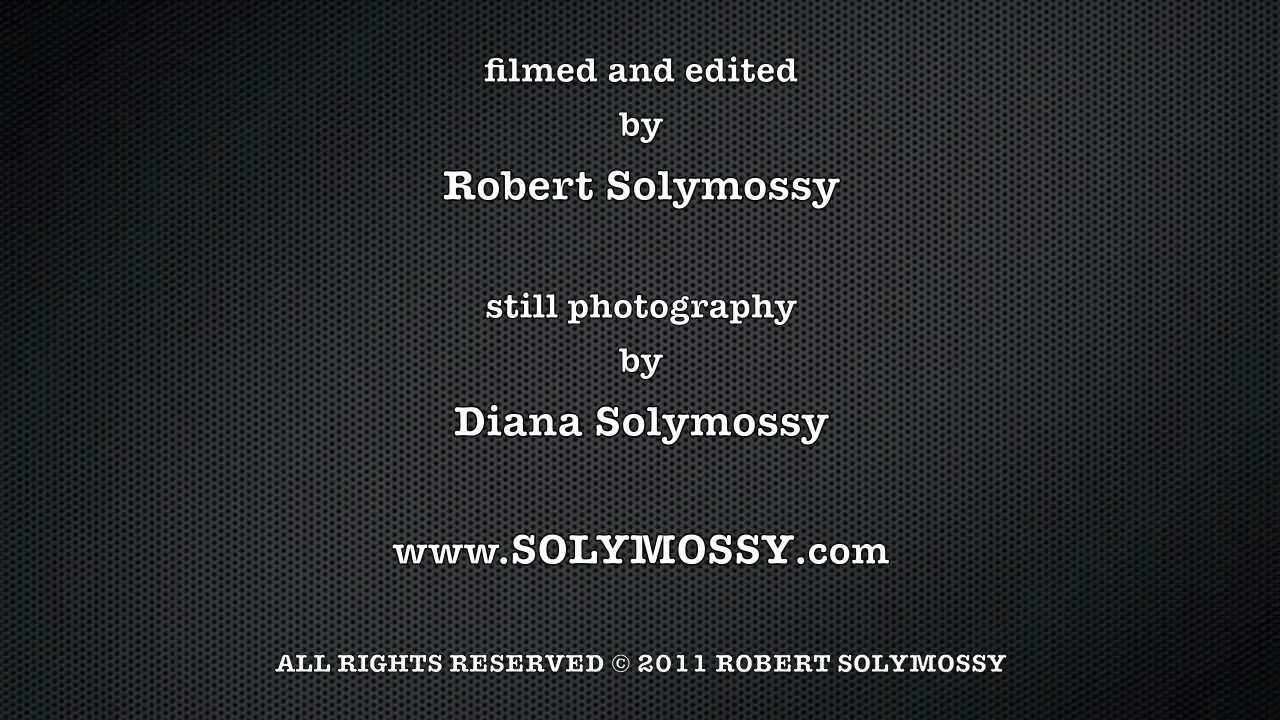 filmed and edited
by
Robert Solymossy
still photography
by
Diana Solymossy
www.SOLYMOSSY.com
ALL RIGHTS RESERVED © 2011 ROBERT SOLYMOSSY